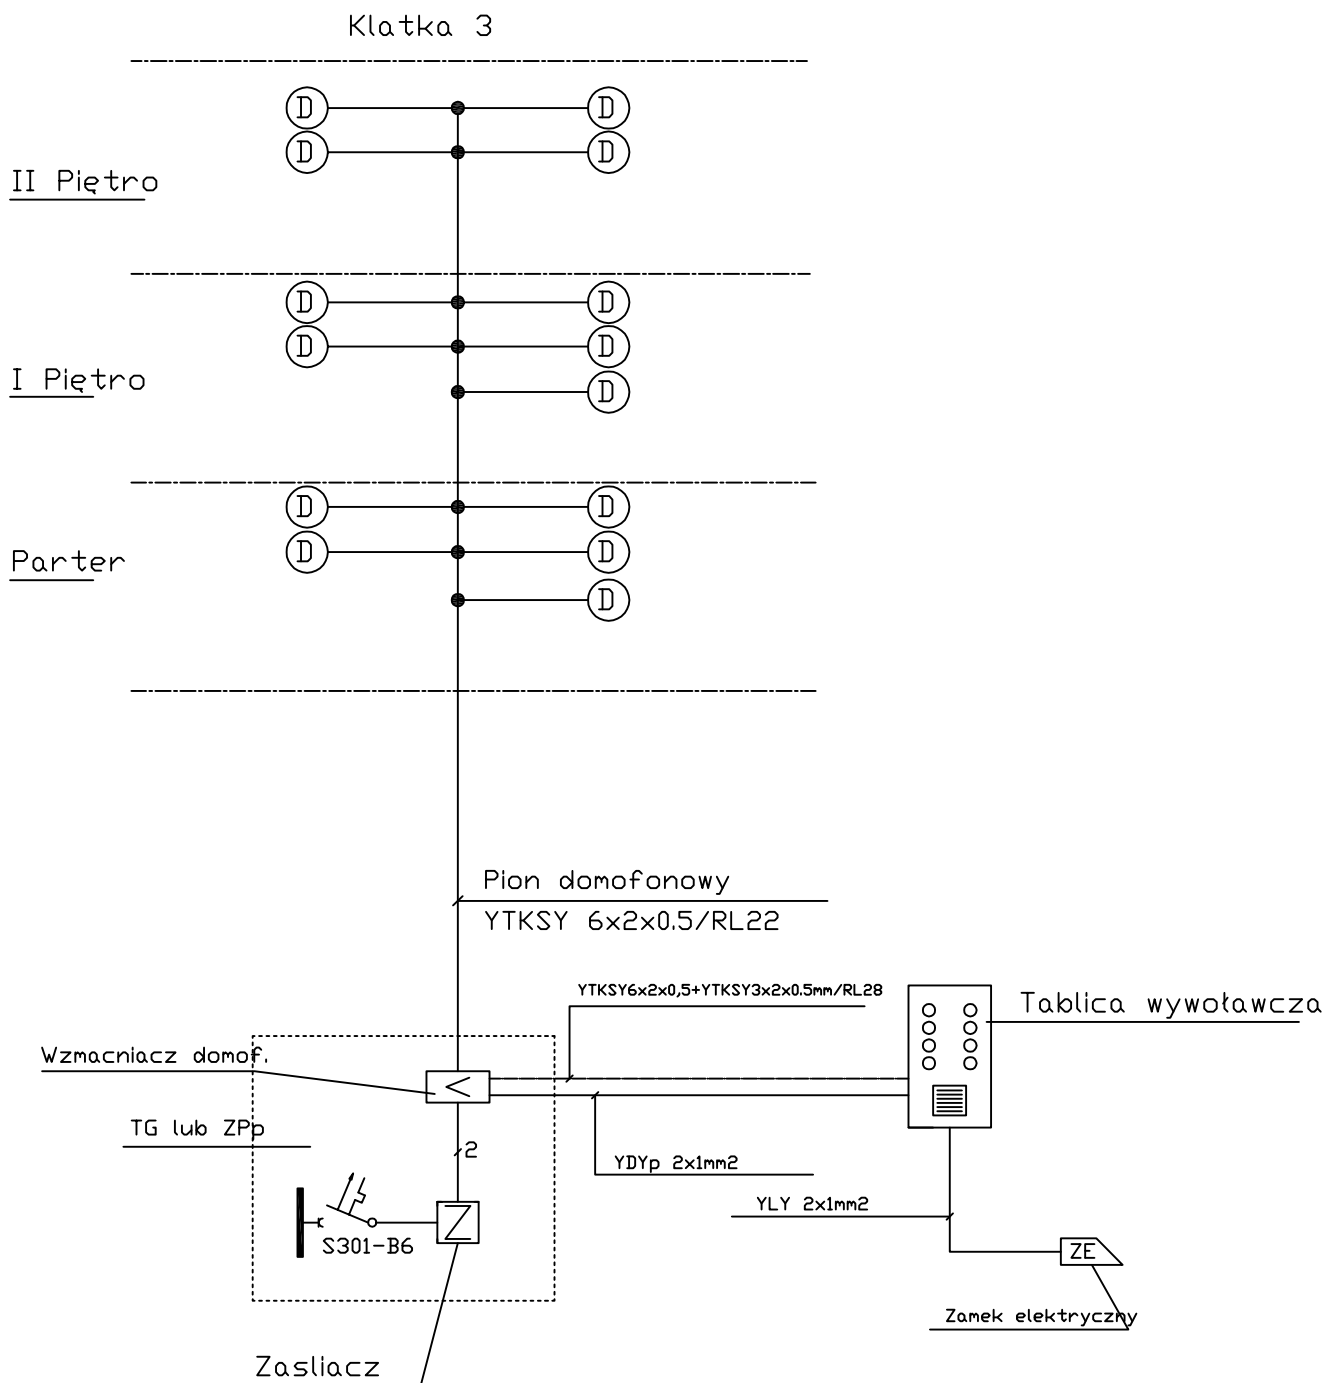 Klatka 3
D D
D D
II Piętro
D D
D D
I Piętro
D
D D
D D
Parter
D
Pion domofonowy
YTKSY 6x2x0.5/RL22
YTKSY6x2x0,5+YTKSY3x2x0.5mm/RL28
Tablica wywoławcza
Wzmacniacz domof.
<
TG lub ZPp
2
YDYp 2x1mm2
YLY 2x1mm2
Z
S301-B6
ZE
Zamek elektryczny
Zasliacz